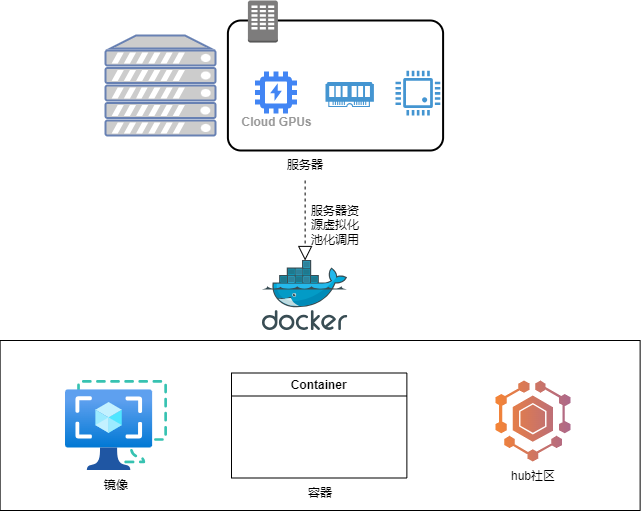 Cloud GPUs
服务器
服务器资
源虚拟化
池化调用
docker
Container
镜像
容器
hub社区